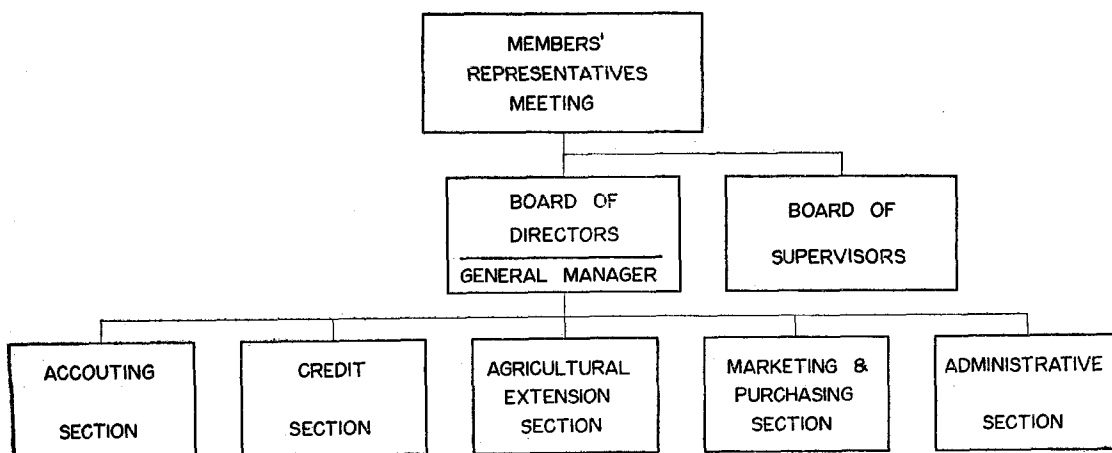 MEMBERS'
REPRESENTATIVES
MEETING
BOARD OF
DIRECTORS
GENERAL MANAGER
BOARD OF
SUPERVISORS
ACCOUTING
SECTION
CREDIT
SECTION
AGRICULTURAL
EXTENSION
SECTION
MARKETING &
PURCHASING
SECTION
ADMINISTRATIVE
SECTION